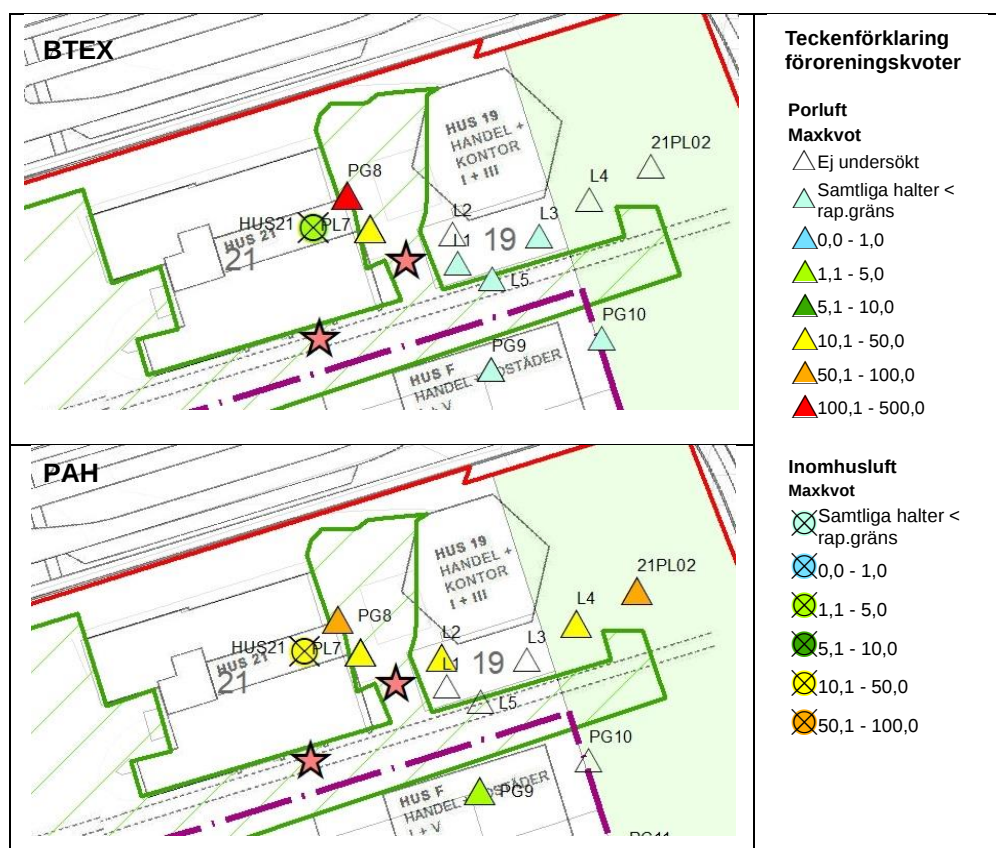 BTEX
HUS 19
HANDEL +
KONTOR
I + III
21PL02
PG8
L4
HUS21
PL7
L2
L3
HUS 21
21
L1
19
L5
PG10
PG9
HUS F
HANDEL + BOSTÄDER
I + V
PAH
HUS 19
HANDEL +
KONTOR
I + III
21PL02
PG8
L4
HUS21
PL7
L2
L3
HUS 21
21
L1
19
L5
PG10
HUS F
HANDEL + BOSTÄDER
PG9
I + V
PG11
Teckenförklaring
föroreningskvoter
Porluft
Maxkvot
Ej undersökt
Samtliga halter <
rap.gräns
0,0 - 1,0
1,1 - 5,0
5,1 - 10,0
10,1 - 50,0
50,1 - 100,0
100,1 - 500,0
Inomhusluft
Maxkvot
Samtliga halter <
rap.gräns
0,0 - 1,0
1,1 - 5,0
5,1 - 10,0
10,1 - 50,0
50,1 - 100,0